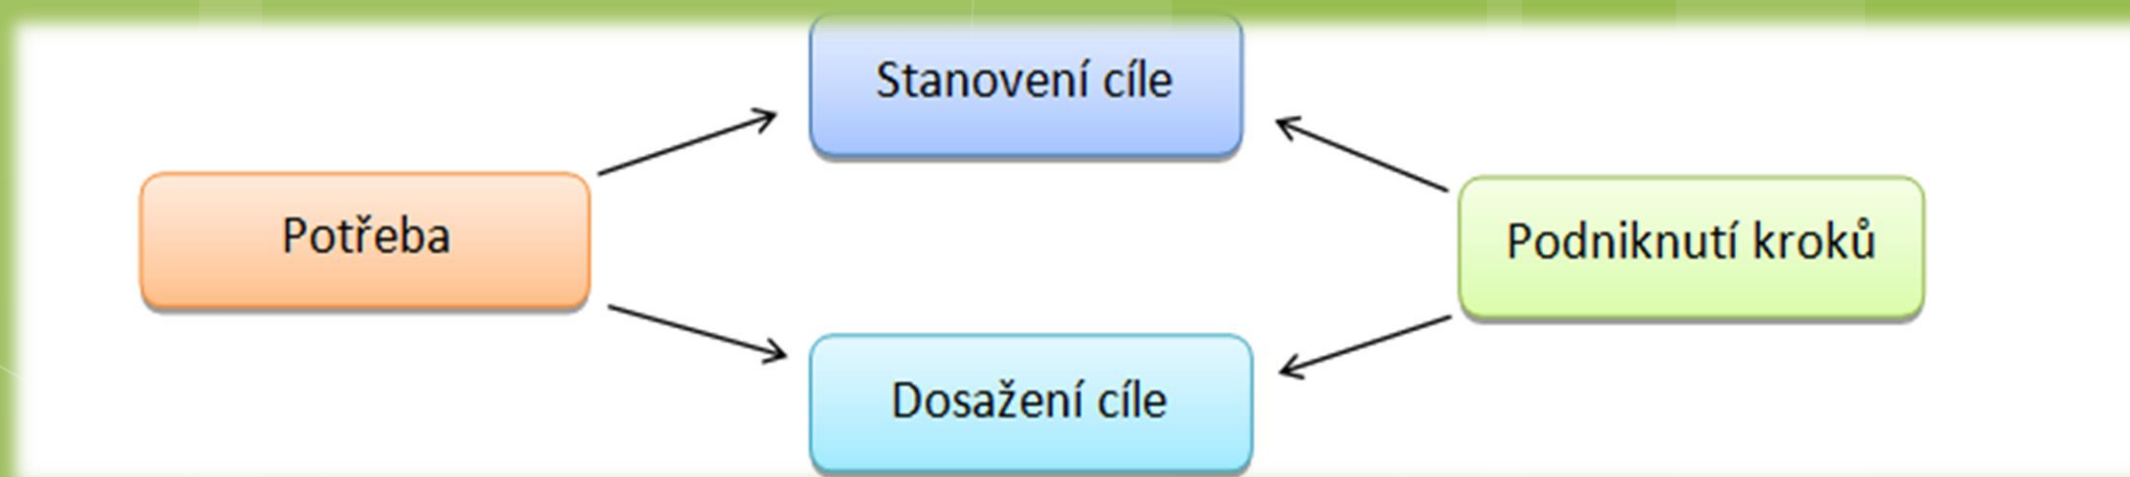 Stanovení cíle
Potřeba
Podniknutí kroků
Dosažení cíle